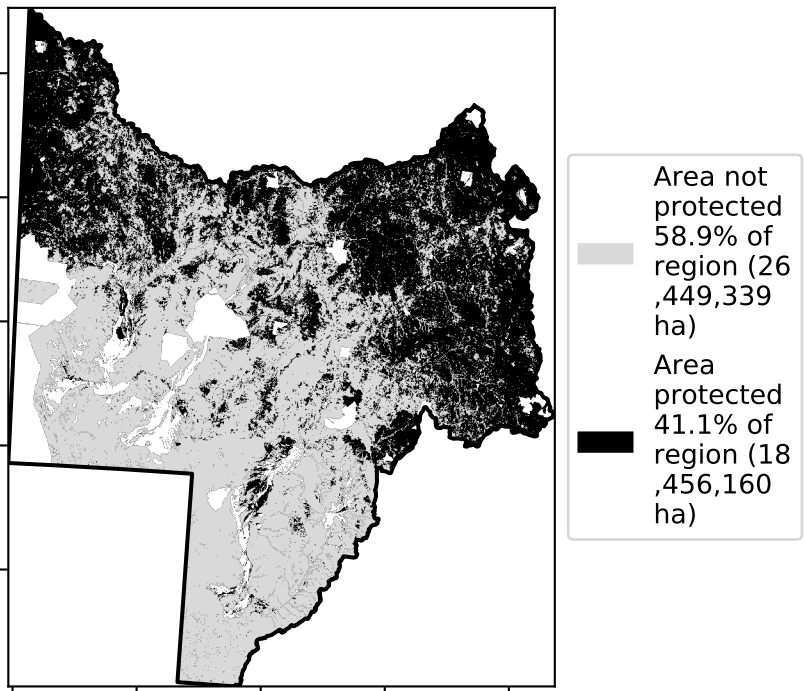 Area not
protected
58.9% of
region (26
,449,339
ha)
Area
protected
41.1% of
region (18
,456,160
ha)